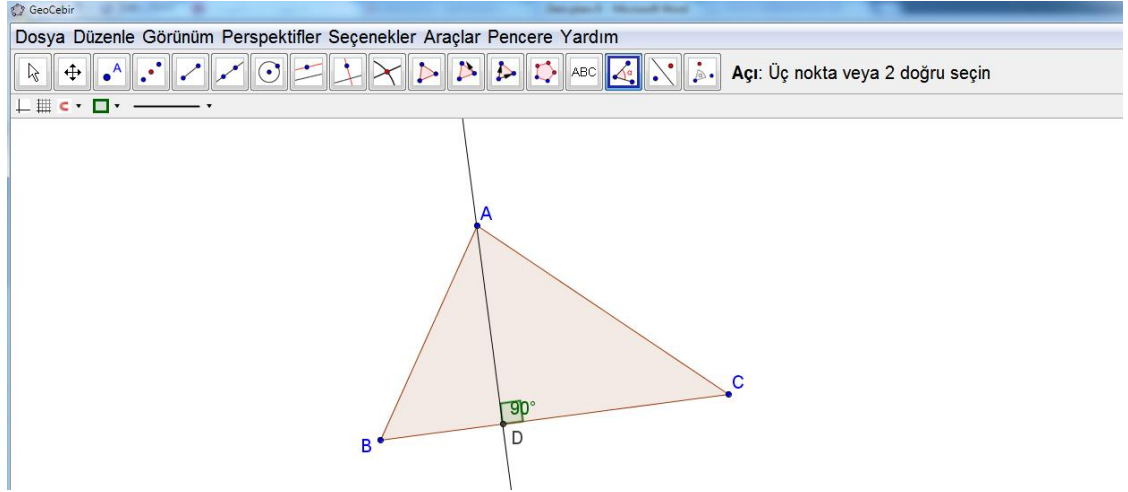 GeoCebir
Dosya Düzenle Görünüm Perspektifler Seçenekler Araçlar Pencere Yardım
A ABC α Açı: Üç nokta veya 2 doğru seçin
A
C
90°
D
B